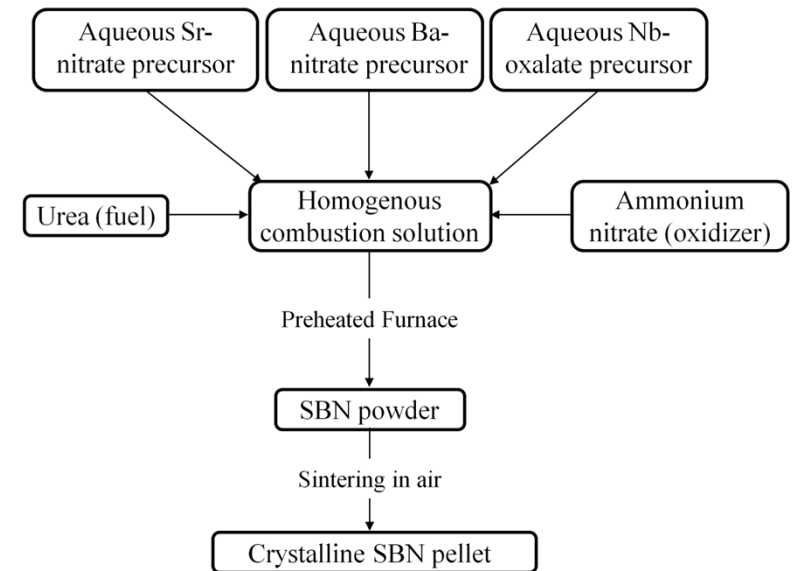 Aqueous Sr-
nitrate precursor
Aqueous Ba-
nitrate precursor
Aqueous Nb-
oxalate precursor
Urea (fuel)
Homogenous
combustion solution
Ammonium
nitrate (oxidizer)
Preheated Furnace
SBN powder
Sintering in air
Crystalline SBN pellet